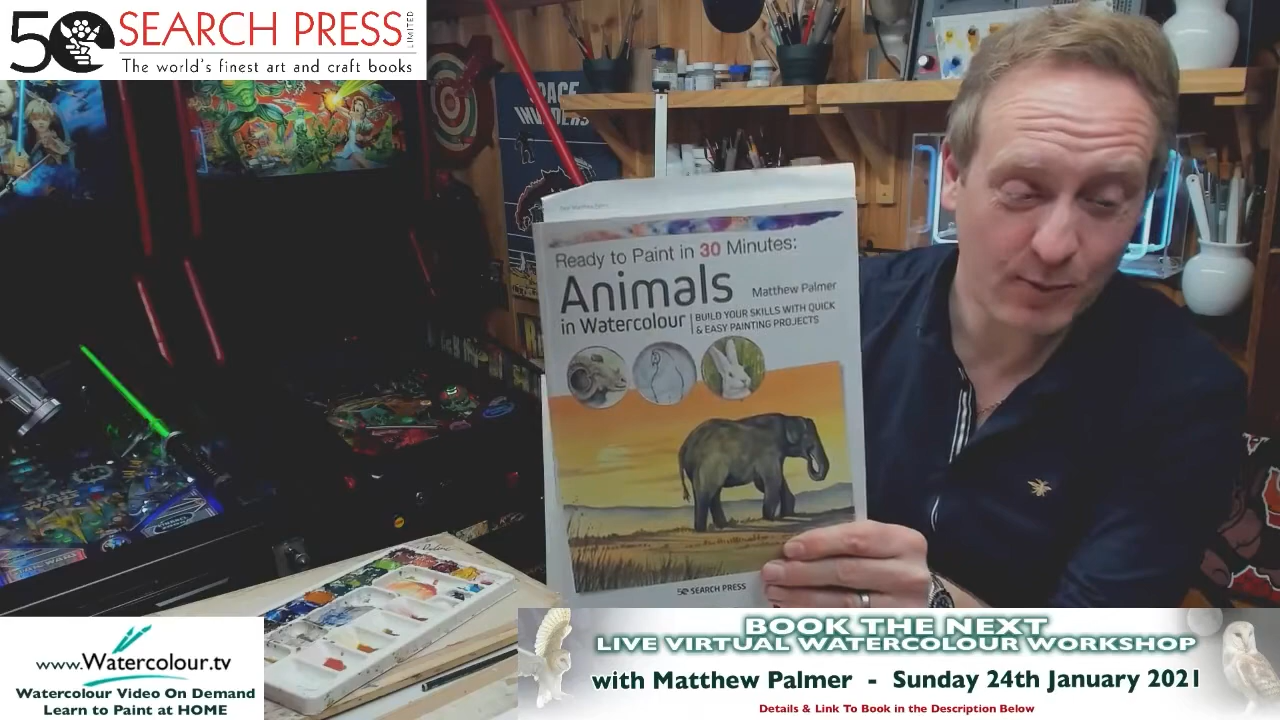 50 SEARCH PRESS LIMITED
The world's finest art and craft books
SPACE
INVADERS
Ready to Paint in 30 Minutes:
Animals
Matthew Palmer
in Watercolour
BUILD YOUR SKILLS WITH QUICK
& EASY PAINTING PROJECTS
50 SEARCH PRESS
www.Watercolour.tv
Watercolour Video On Demand
Learn to Paint at HOME
BOOK THE NEXT
LIVE VIRTUAL WATERCOLOUR WORKSHOP
with Matthew Palmer - Sunday 24th January 2021
Details & Link To Book in the Description Below